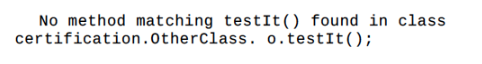 No method matching testIt() found in class
certification.OtherClass. o.testIt();